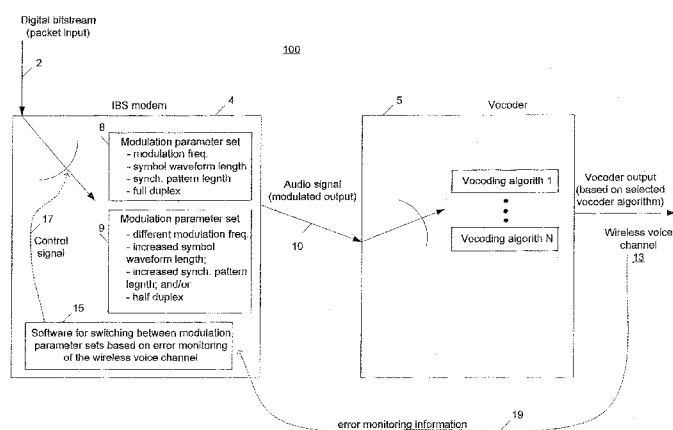 Digital bitstream
(packet input)
100
2
IBS modem
4
5
Vocoder
8
Modulation parameter set
- modulation freq.
- symbol waveform length
- synch. pattern legnth
- full duplex
17
Control
signal
9
Modulation parameter set
- different modulation freq.
- increased symbol
waveform length;
- increased synch. pattern
legnth; and/or
- half duplex
15
Software for switching between modulation
parameter sets based on error monitoring
of the wireless voice channel
Audio signal
(modulated output)
10
Vocoding algorith 1
Vocoding algorith N
Vocoder output
(based on selected
vocoder algorithm)
Wireless voice
channel
13
error monitoring information
19